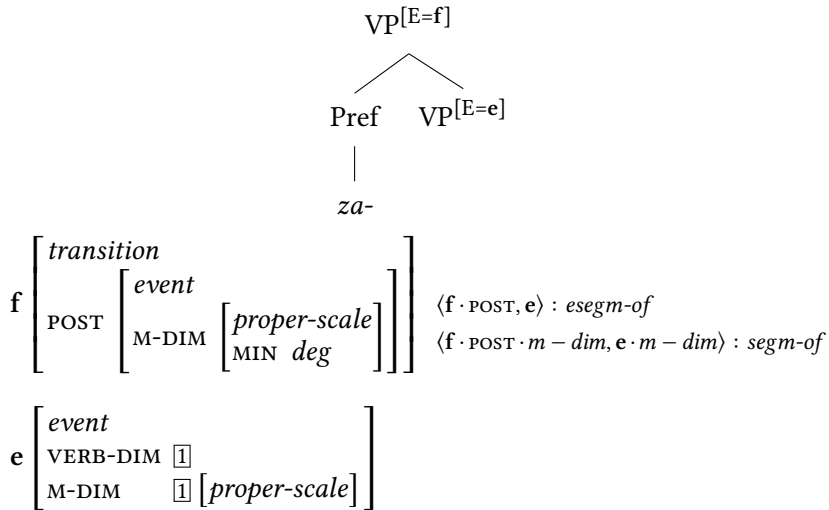 VP[E=f]
Pref VP[E=e]
za-
f [ transition
POST [ event
M-DIM [ proper-scale
MIN deg ] ] ]
⟨f · POST, e⟩ : esegm-of
⟨f · POST · m − dim, e · m − dim⟩ : segm-of
e [ event
VERB-DIM 1
M-DIM 1 [proper-scale] ]